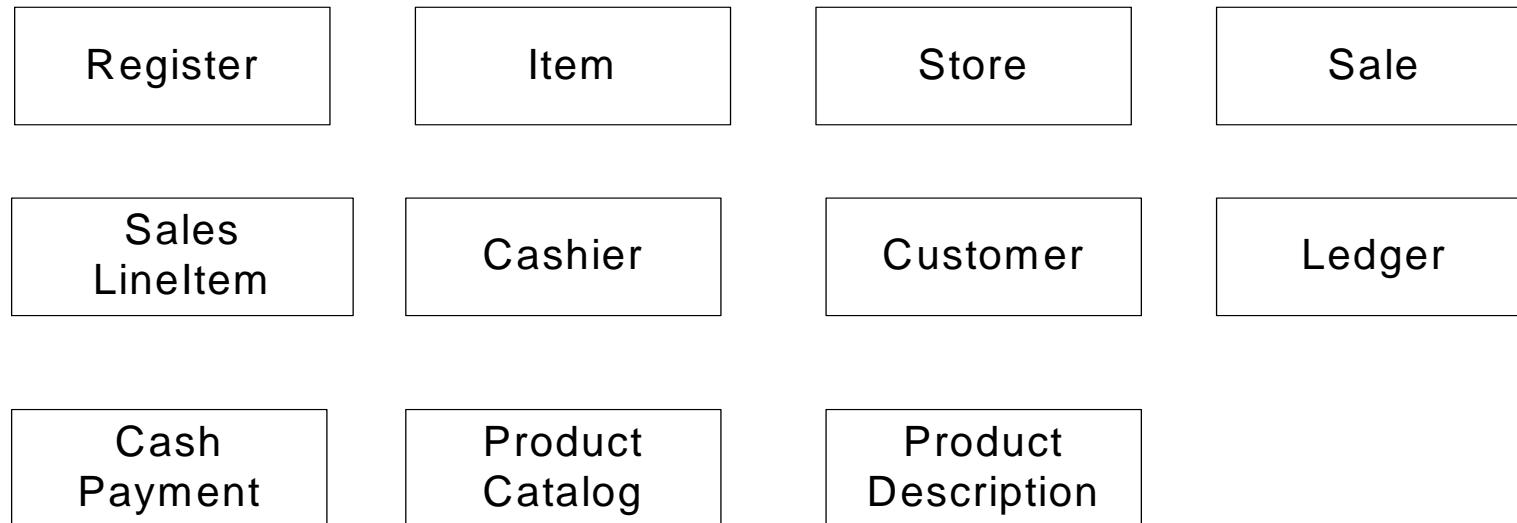 Register
Item
Store
Sale
Sales
LineItem
Cashier
Customer
Ledger
Cash
Payment
Product
Catalog
Product
Description